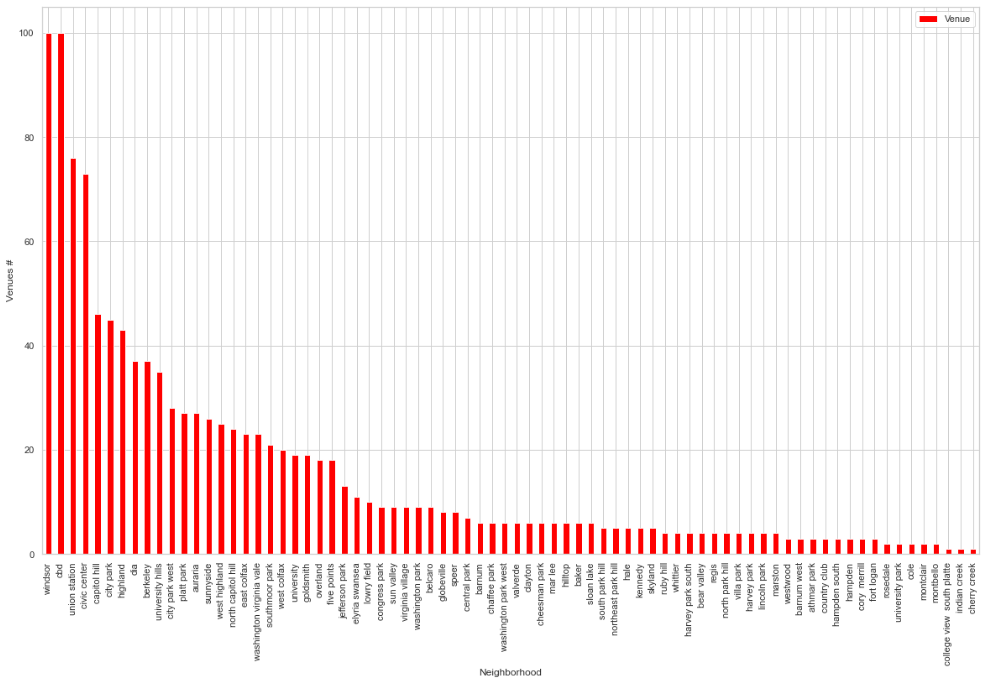 Venue
100
80
60
40
20
0
Venues #
windsor
cbd
union station
civic center
capitol hill
city park
highland
dia
berkeley
university hills
city park west
platt park
auraria
sunnyside
west highland
north capitol hill
east colfax
washington virginia vale
southmoor park
west colfax
university
goldsmith
overland
five points
jefferson park
elyria swansea
lowry field
congress park
sun valley
virginia village
washington park
belcaro
globeville
speer
central park
barnum
chaffee park
washington park west
valverde
clayton
cheesman park
mar lee
hilltop
baker
sloan lake
south park hill
northeast park hill
hale
kennedy
skyland
ruby hill
whittier
harvey park south
bear valley
regis
north park hill
villa park
harvey park
lincoln park
marston
westwood
barnum west
athmar park
country club
hampden south
hampden
cory merrill
fort logan
rosedale
university park
cole
montclair
montbello
college view south platte
indian creek
cherry creek
Neighborhood